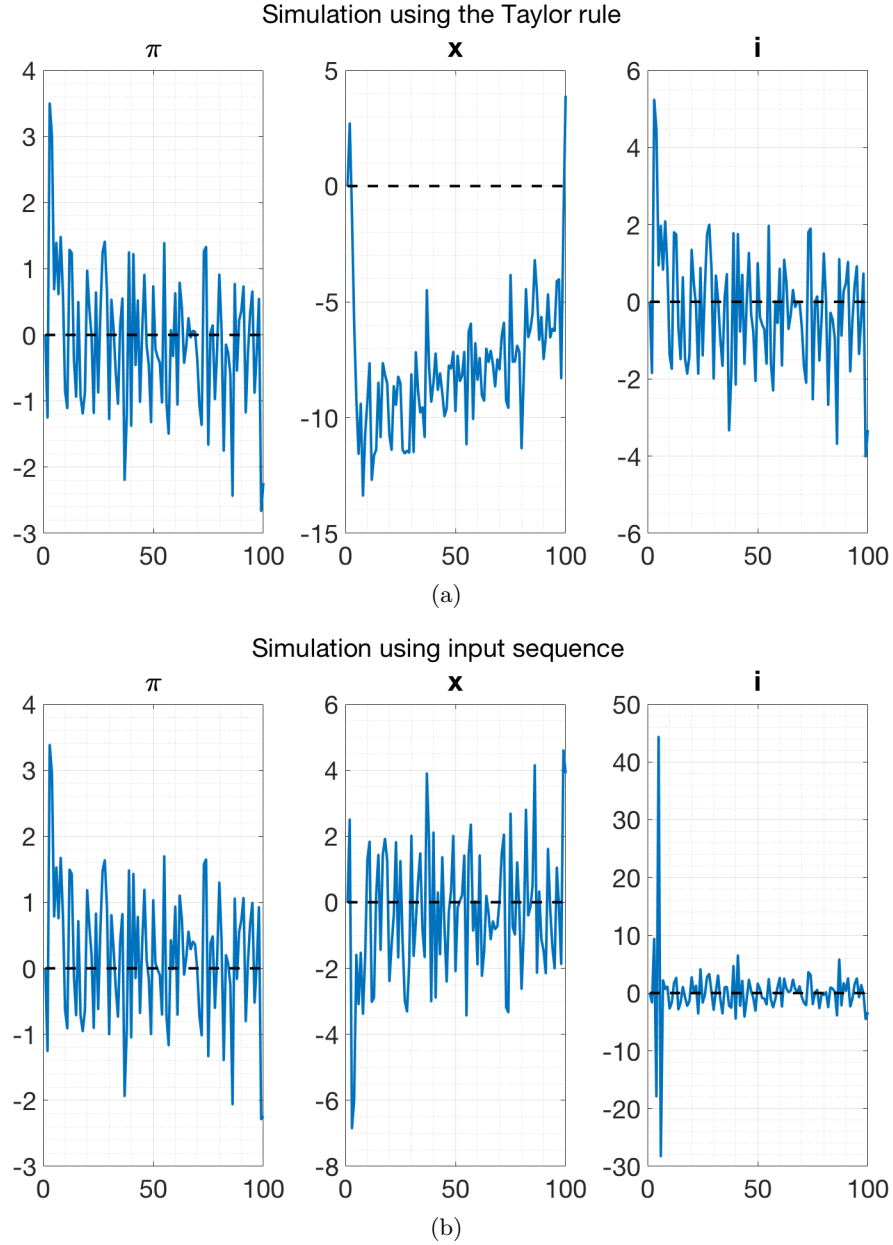 Simulation using the Taylor rule
π x i
4 5 6
3 4
2 0 2
1
0 -5 0
-1 -2
-10
-2 -4
-3 -15 -6
0 50 100 0 50 100 0 50 100
(a)
Simulation using input sequence
π x i
4 6 50
3 4 40
2 30
2 20
1 0 10
0 0
-2
-1 -4 -10
-2 -6 -20
-3 -8 -30
0 50 100 0 50 100 0 50 100
(b)